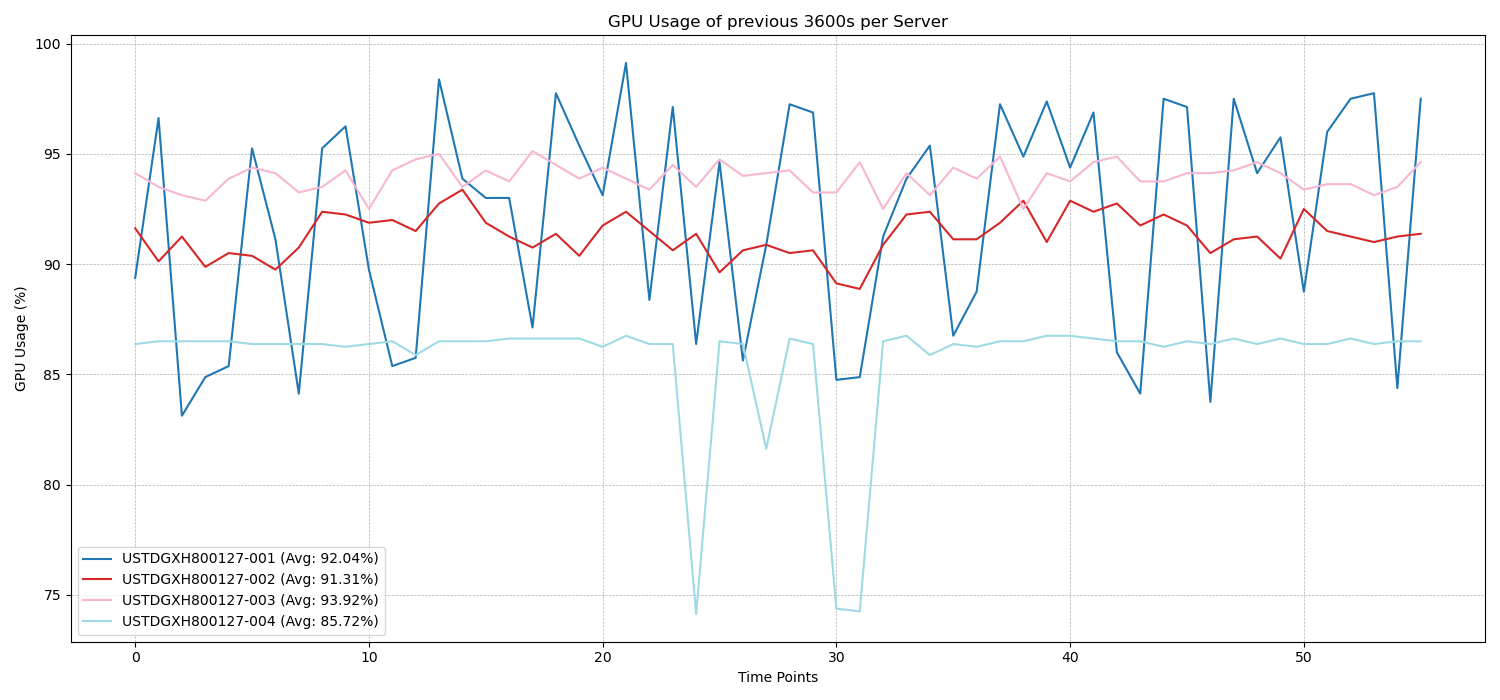 GPU Usage of previous 3600s per Server
GPU Usage (%)
100
95
90
85
80
75
USTDGXH800127-001 (Avg: 92.04%)
USTDGXH800127-002 (Avg: 91.31%)
USTDGXH800127-003 (Avg: 93.92%)
USTDGXH800127-004 (Avg: 85.72%)
0 10 20 30 40 50
Time Points